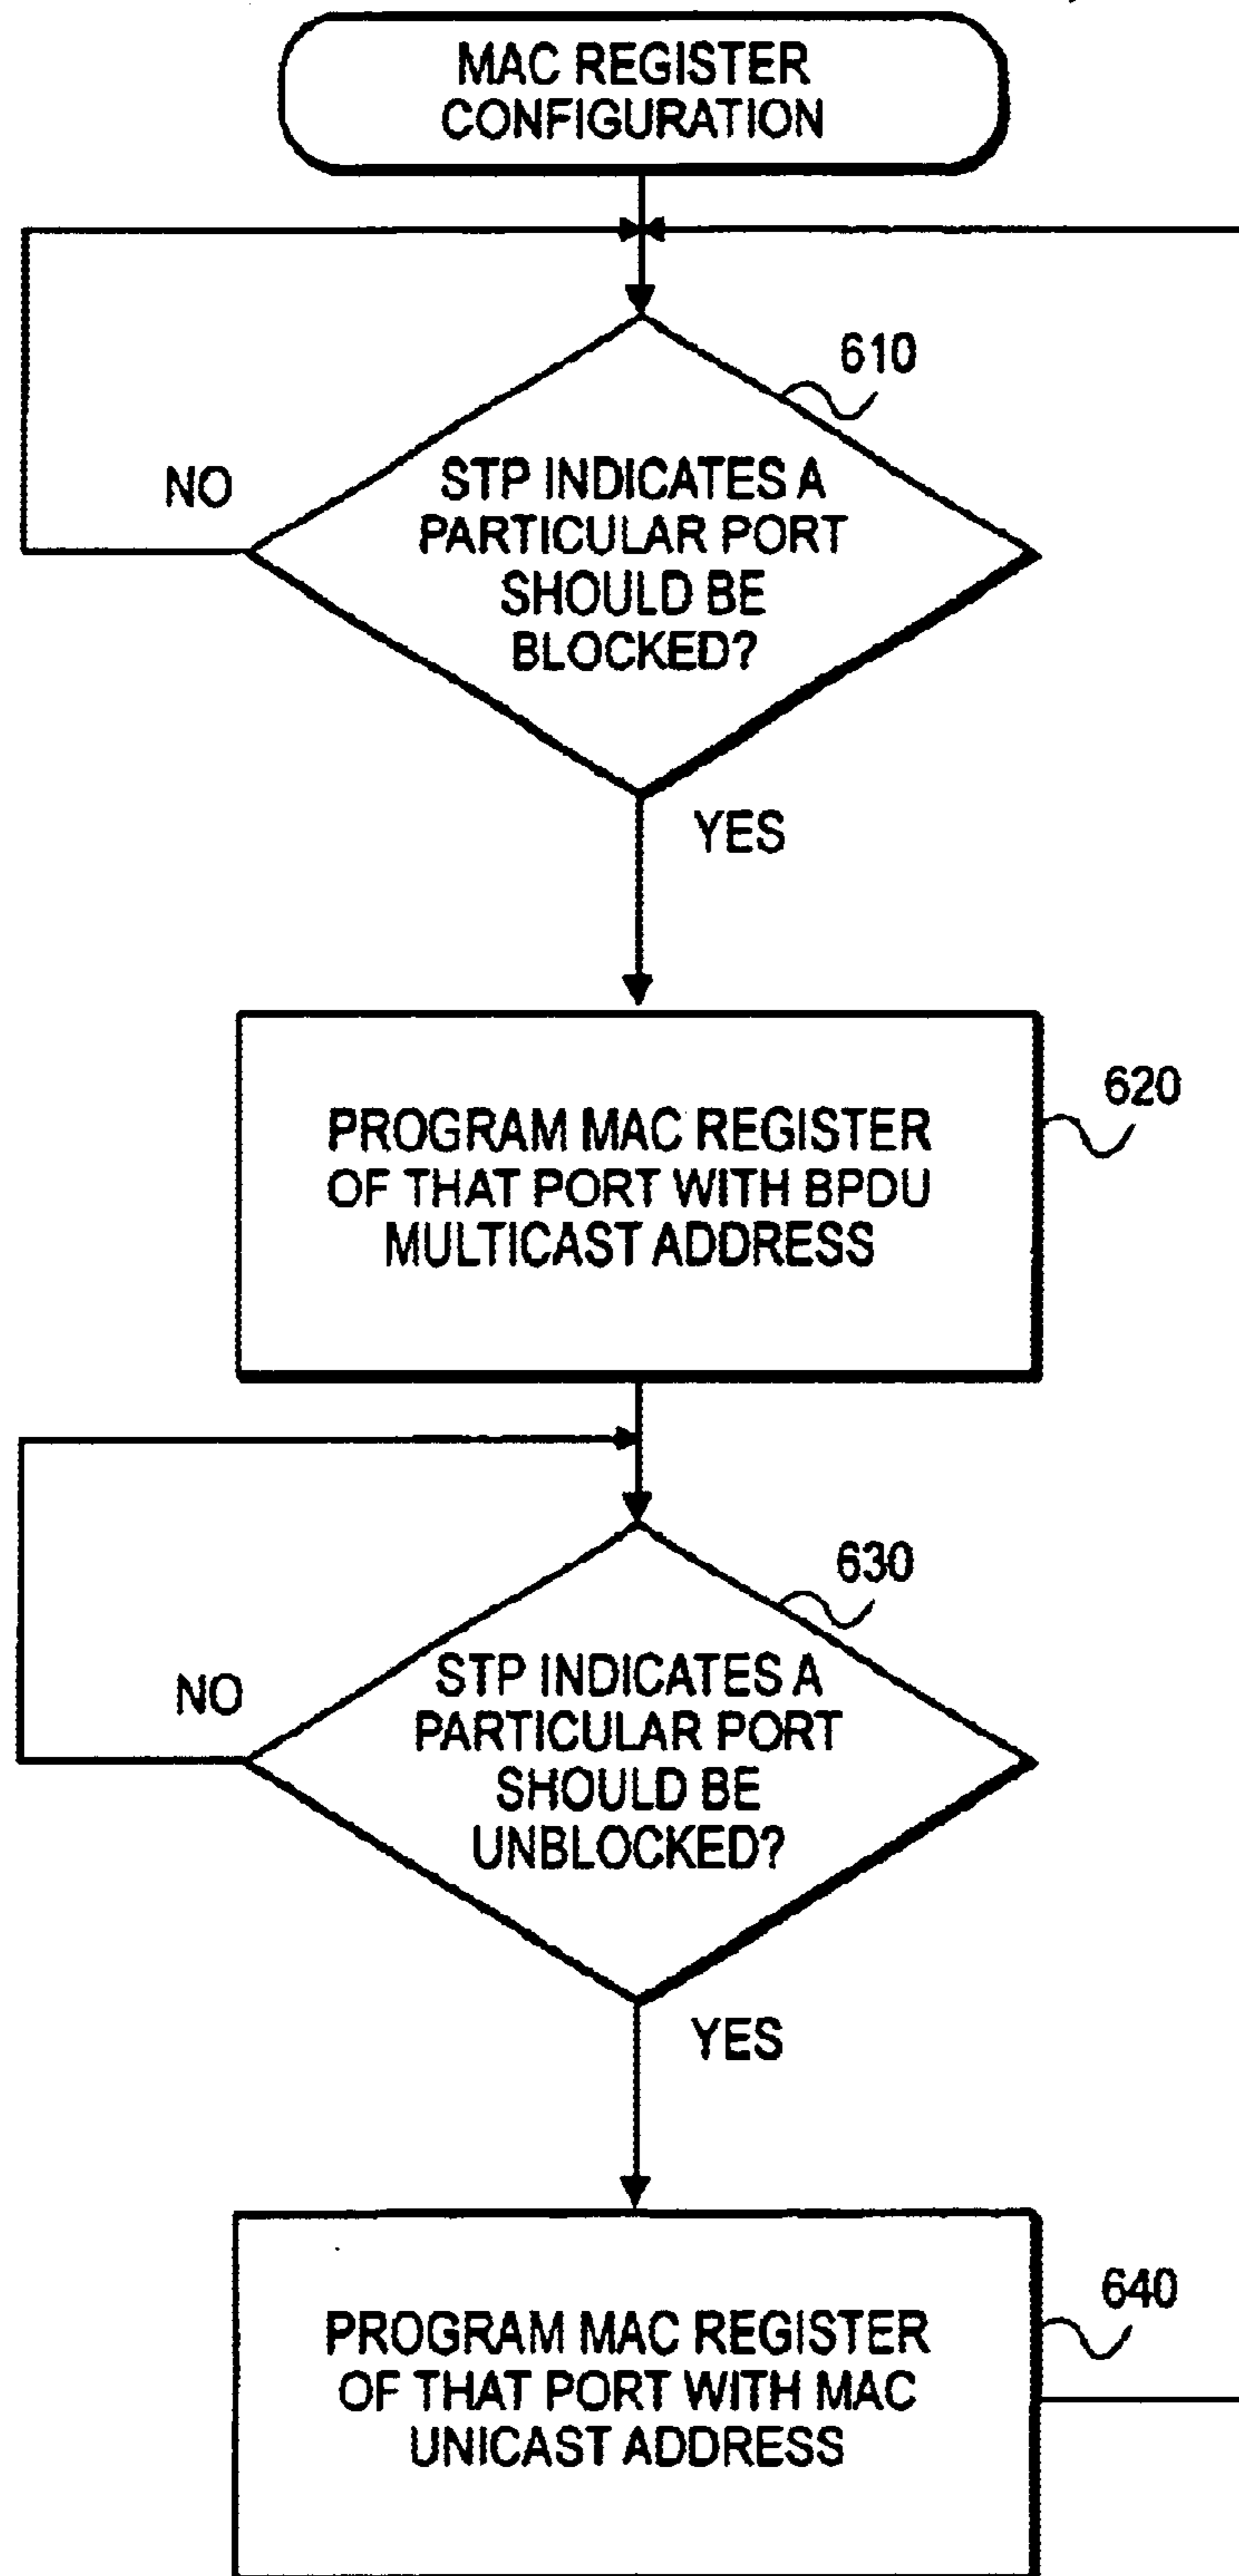 MAC REGISTER
CONFIGURATION
610
STP INDICATES A
PARTICULAR PORT
SHOULD BE
BLOCKED?
NO
YES
620
PROGRAM MAC REGISTER
OF THAT PORT WITH BPDU
MULTICAST ADDRESS
630
STP INDICATES A
PARTICULAR PORT
SHOULD BE
UNBLOCKED?
NO
YES
640
PROGRAM MAC REGISTER
OF THAT PORT WITH MAC
UNICAST ADDRESS